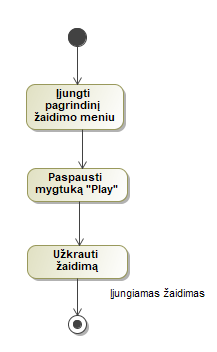 Įjungti
pagrindinį
žaidimo meniu
Paspausti
mygtuką "Play"
Užkrauti
žaidimą
Įjungiamas žaidimas